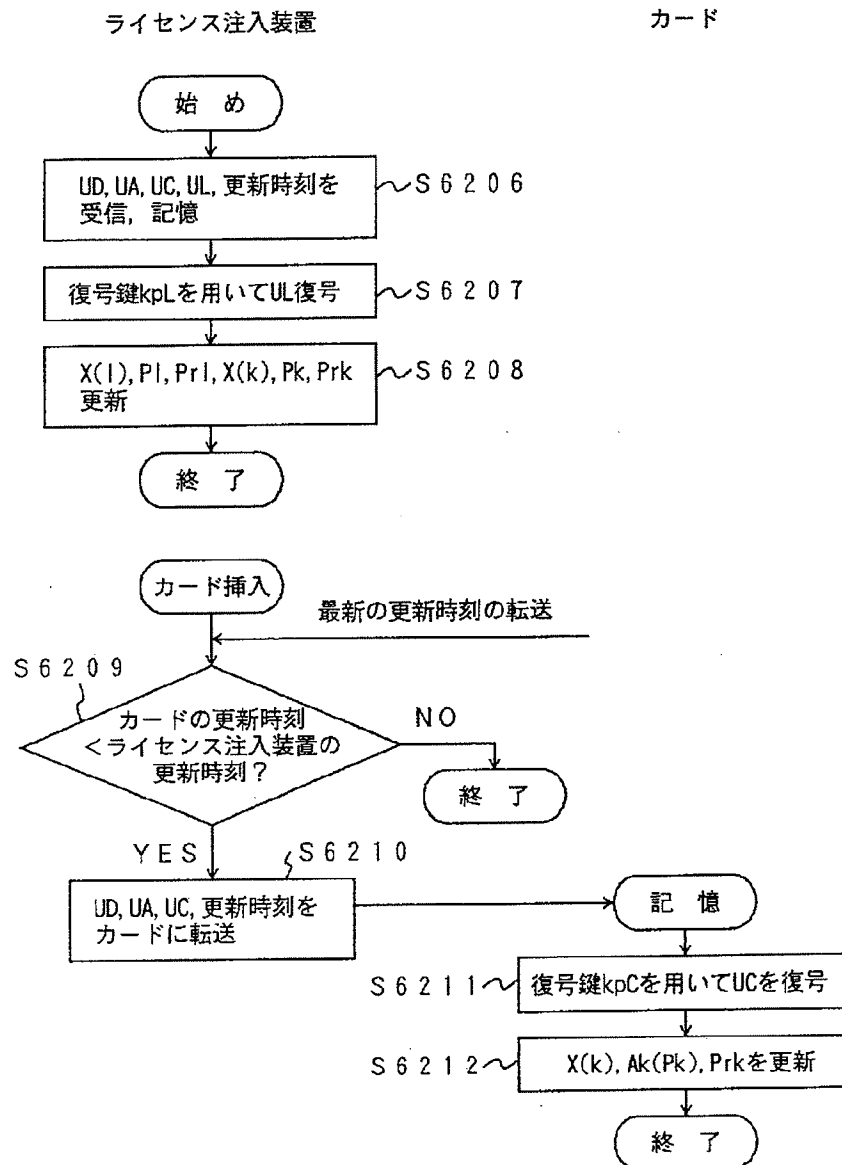 ライセンス注入装置
カード
始 め
UD, UA, UC, UL, 更新時刻を
受信, 記憶
S6206
復号鍵kpLを用いてUL復号
S6207
X(l), Pl, Prl, X(k), Pk, Prk
更新
S6208
終 了
カード挿入
最新の更新時刻の転送
S6209
カードの更新時刻
<ライセンス注入装置の
更新時刻?
NO
終 了
YES
S6210
UD, UA, UC, 更新時刻を
カードに転送
記 憶
S6211
復号鍵kpCを用いてUCを復号
S6212
X(k), Ak(Pk), Prkを更新
終 了